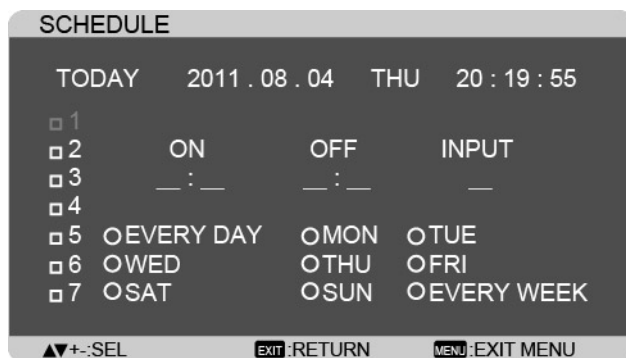 SCHEDULE
TODAY 2011 . 08 . 04 THU 20 : 19 : 55
1
2 ON OFF INPUT
3 __ : __ __ : __ __
4
5 EVERY DAY MON TUE
6 WED THU FRI
7 SAT SUN EVERY WEEK
▲▼+-:SEL EXIT :RETURN MENU :EXIT MENU